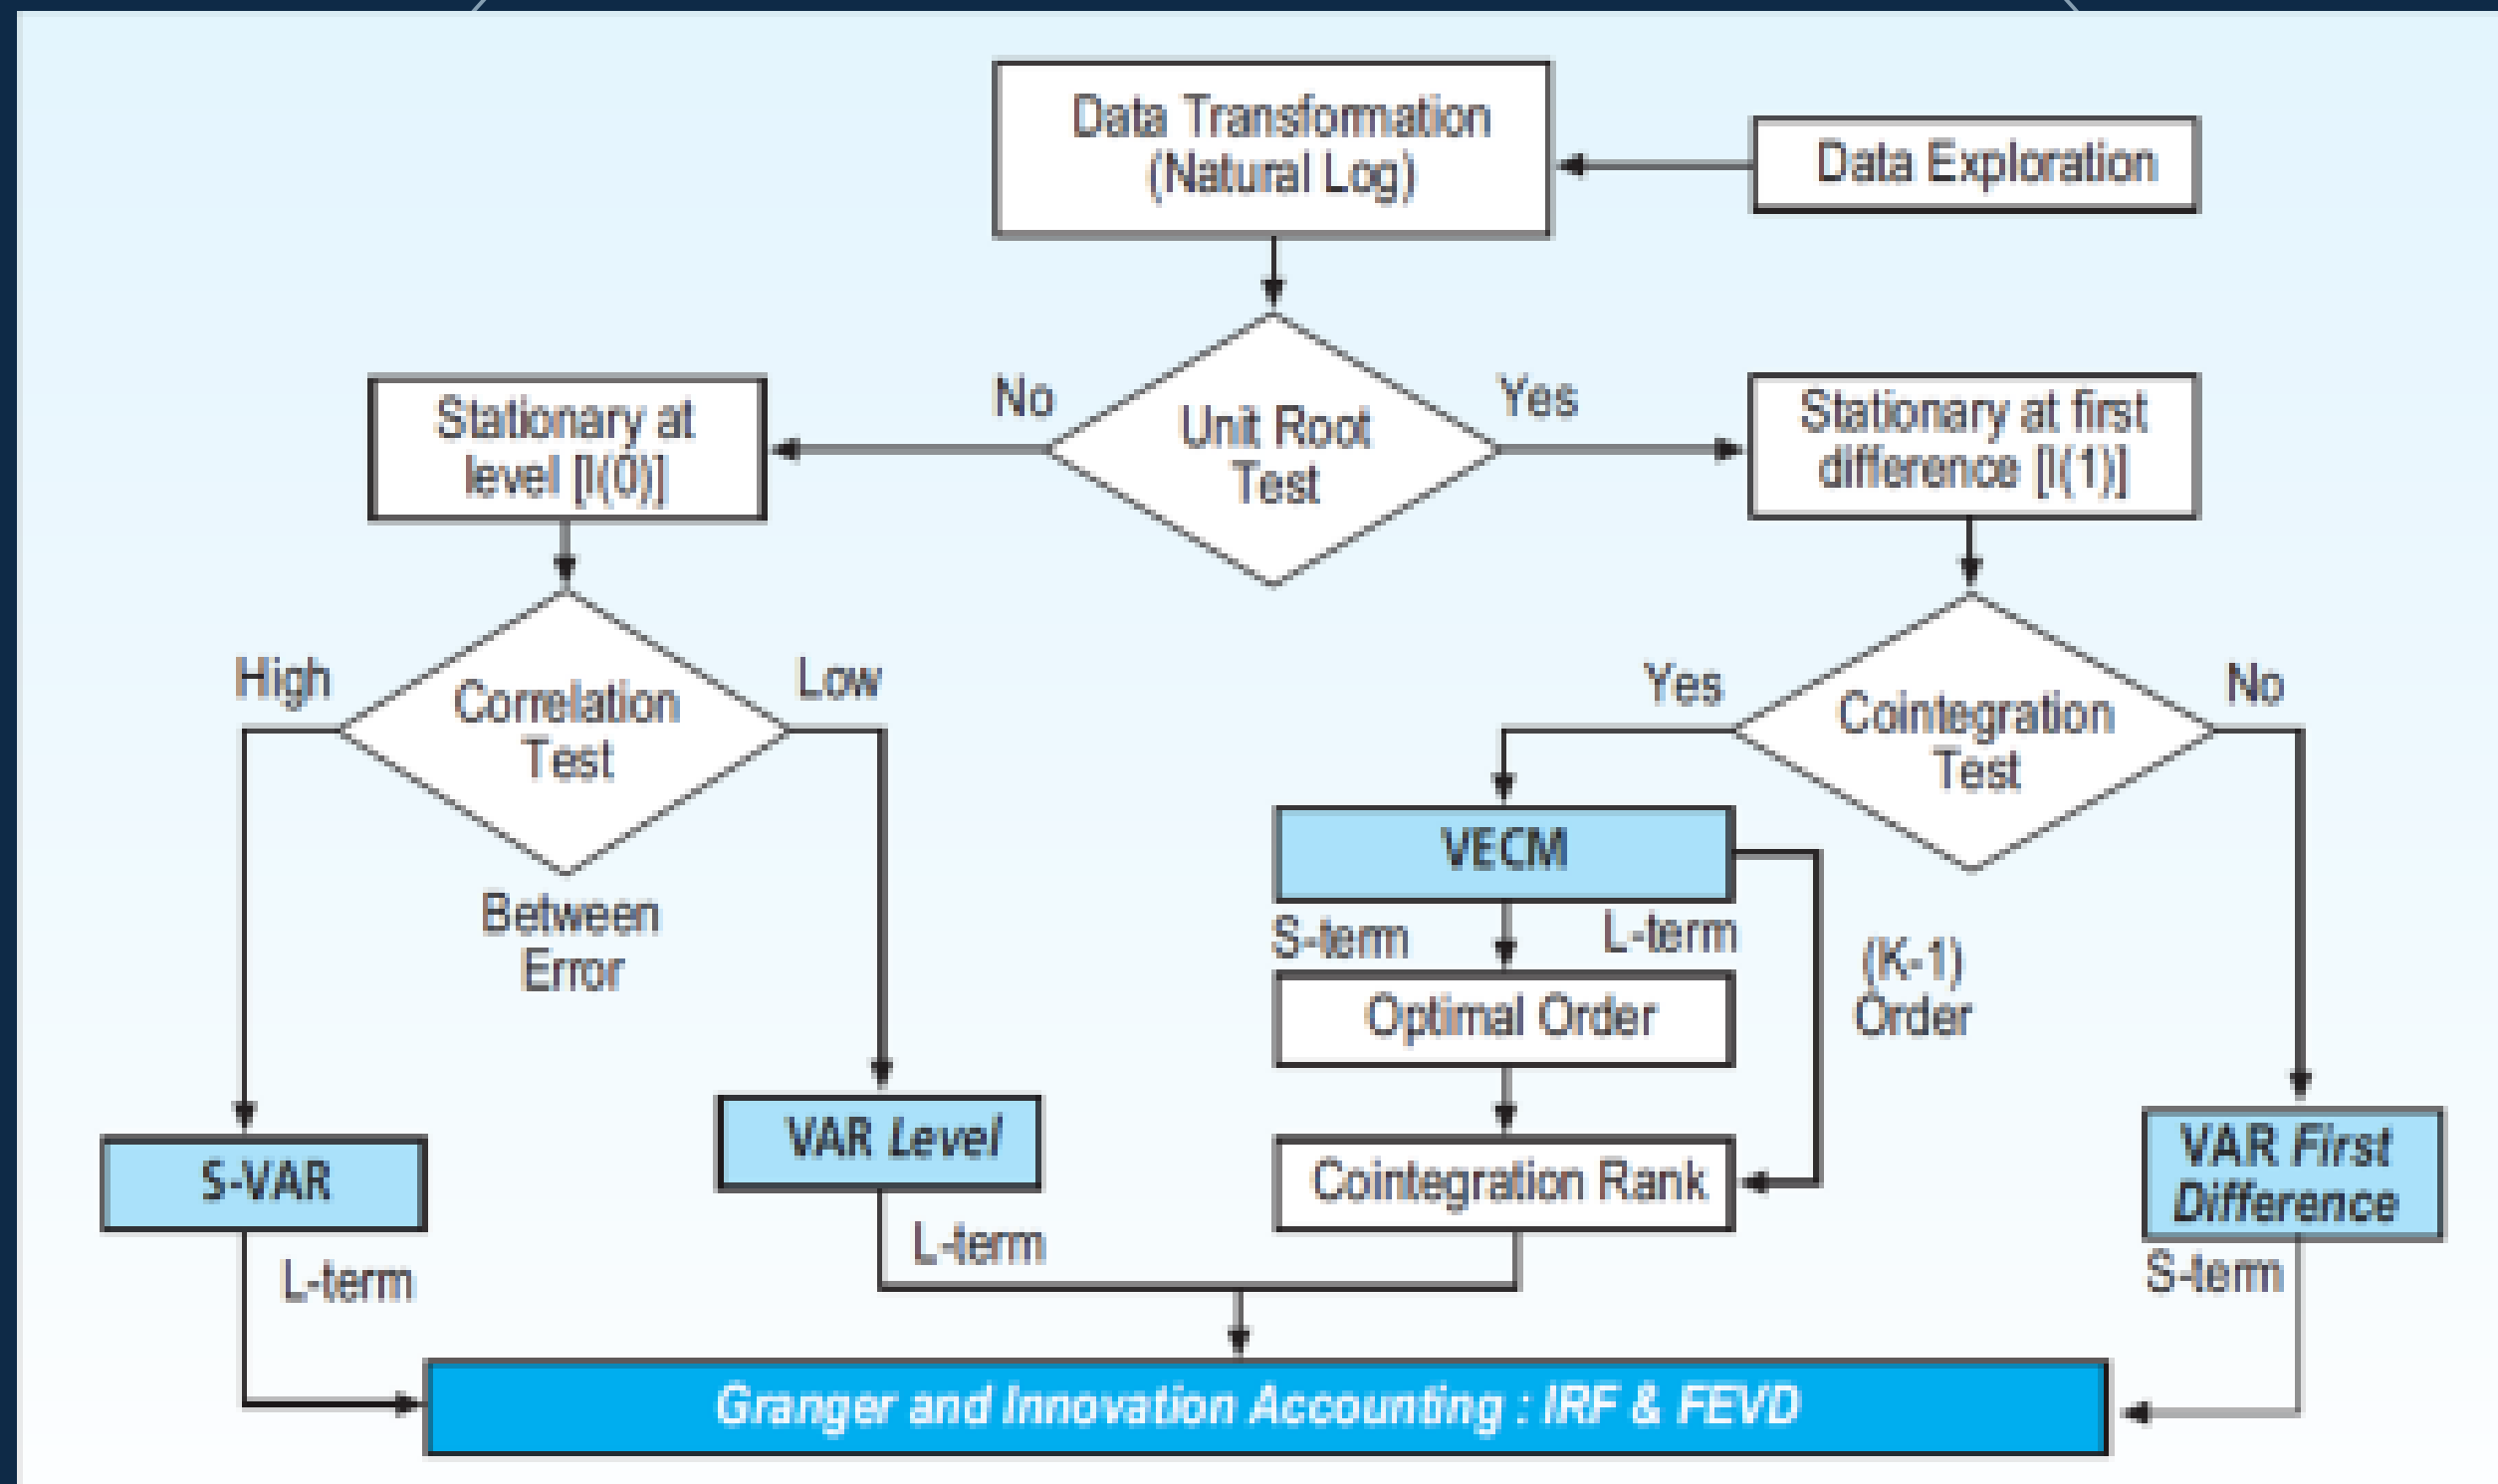 Data Transformation
(Natural Log)
Data Exploration
No
Unit Root
Test
Yes
Stationary at
level [I(0)]
Stationary at first
difference [I(1)]
High
Correlation
Test
Low
Between
Error
Yes
Cointegration
Test
No
VECM
S-term
L-term
(K-1)
Order
Optimal Order
Cointegration Rank
S-VAR
L-term
VAR Level
L-term
VAR First
Difference
S-term
Granger and Innovation Accounting : IRF & FEVD